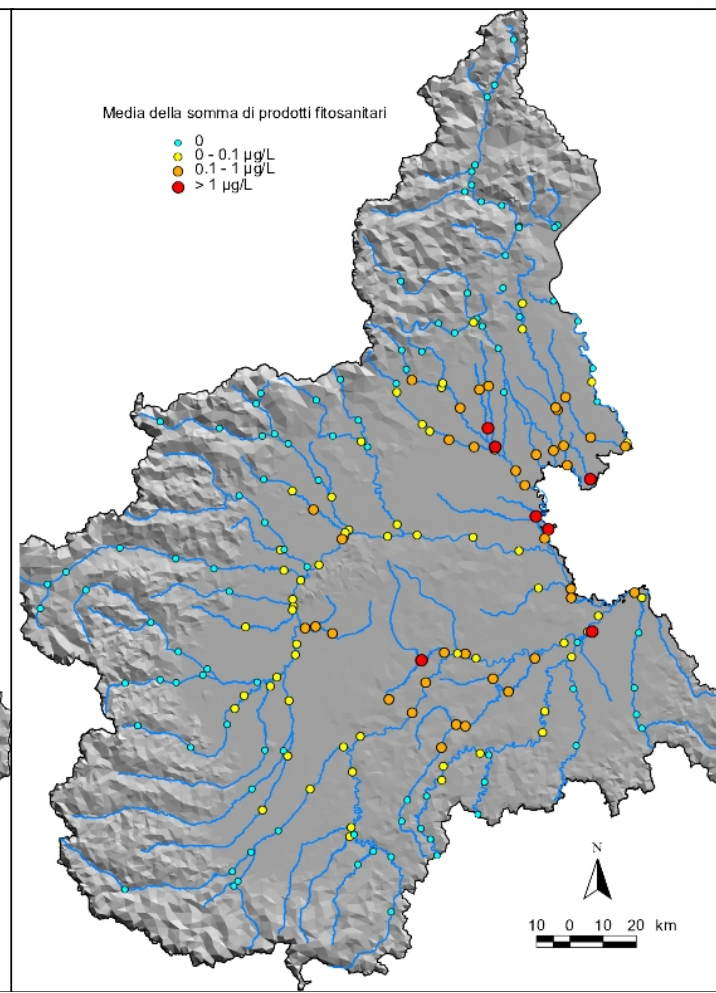 Media della somma di prodotti fitosanitari
0
0 - 0.1 µg/L
0.1 - 1 µg/L
> 1 µg/L
N
10 0 10 20 km